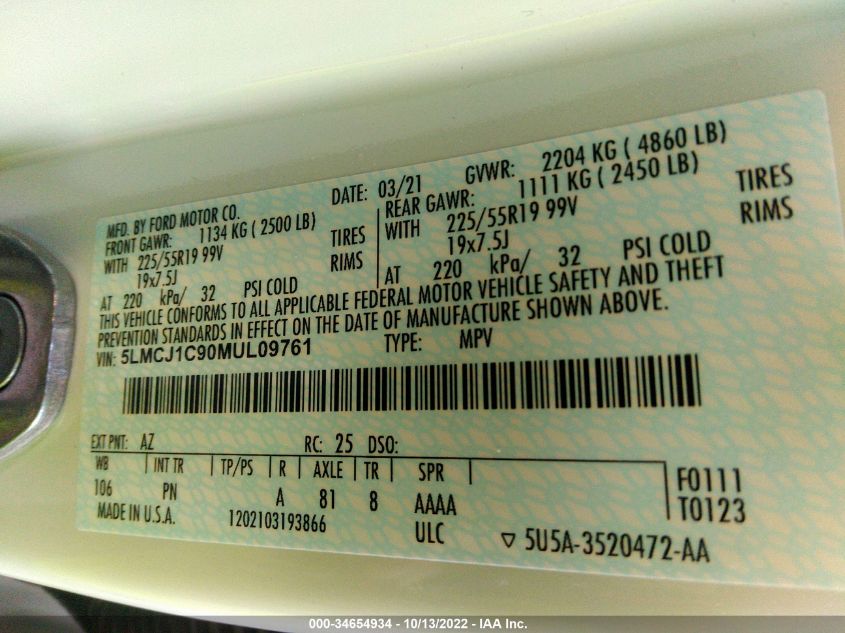 MFD. BY FORD MOTOR CO. DATE: 03/21 GVWR: 2204 KG ( 4860 LB)
FRONT GAWR: 1134 KG ( 2500 LB)
WITH 225/55R19 99V TIRES
19x7.5J RIMS
AT 220 kPa/ 32 PSI COLD
REAR GAWR: 1111 KG ( 2450 LB)
WITH 225/55R19 99V TIRES
19x7.5J RIMS
AT 220 kPa/ 32 PSI COLD
THIS VEHICLE CONFORMS TO ALL APPLICABLE FEDERAL MOTOR VEHICLE SAFETY AND THEFT
PREVENTION STANDARDS IN EFFECT ON THE DATE OF MANUFACTURE SHOWN ABOVE.
VIN: 5LMCJ1C90MUL09761 TYPE: MPV
EXT PNT: AZ RC: 25 DSO:
WB INT TR TP/PS R AXLE TR SPR
106 PN A 81 8 AAAA
F0111
T0123
MADE IN U.S.A. 1202103193866 ULC
5U5A-3520472-AA
000-34654934 - 10/13/2022 - IAA Inc.